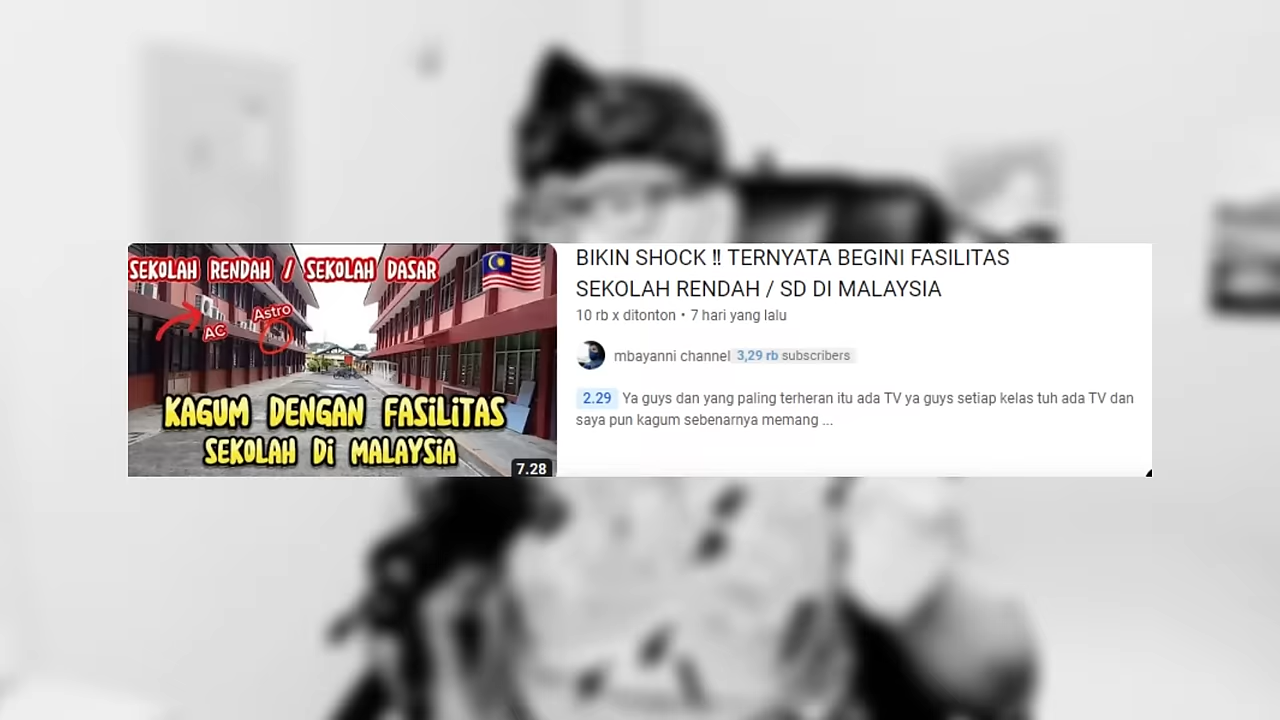 SEKOLAH RENDAH / SEKOLAH DASAR
Astro
AC
KAGUM DENGAN FASILITAS
SEKOLAH DI MALAYSIA
7.28
BIKIN SHOCK ‼ TERNYATA BEGINI FASILITAS
SEKOLAH RENDAH / SD DI MALAYSIA
10 rb x ditonton • 7 hari yang lalu
mbayanni channel 3,29 rb subscribers
2.29 Ya guys dan yang paling terheran itu ada TV ya guys setiap kelas tuh ada TV dan
saya pun kagum sebenarnya memang ...